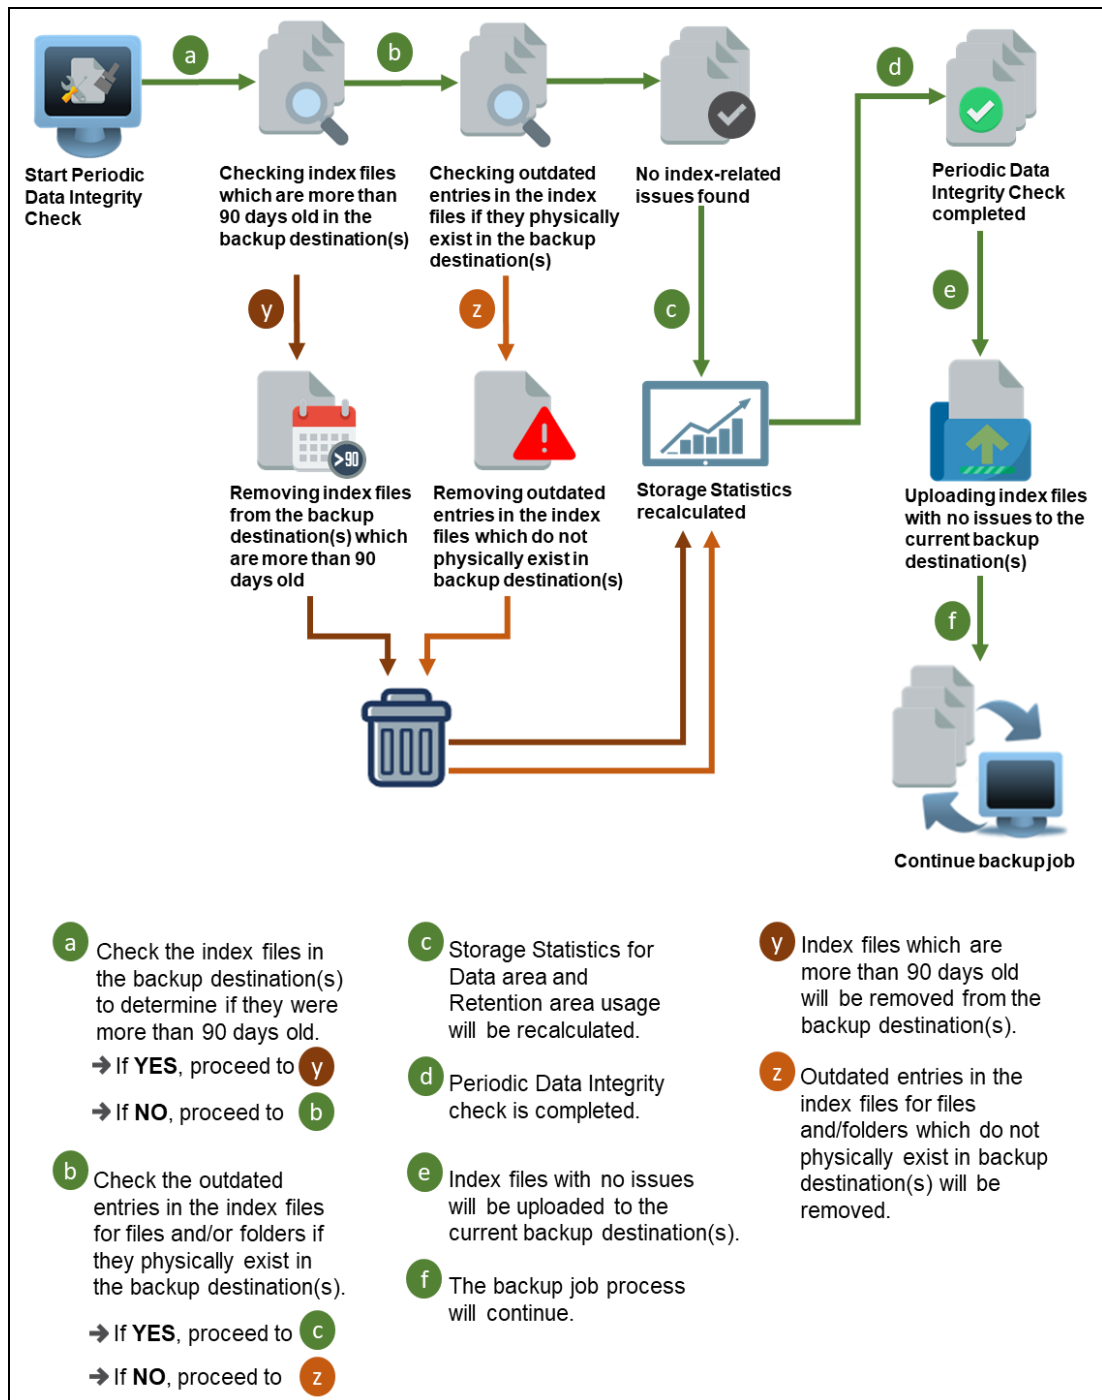 a
b
d
Start Periodic
Data Integrity
Check
Checking index files
which are more than
90 days old in the
backup destination(s)
Checking outdated
entries in the index
files if they physically
exist in the backup
destination(s)
No index-related
issues found
Periodic Data
Integrity Check
completed
y
z
c
e
>90
Removing index files
from the backup
destination(s) which
are more than 90
days old
Removing outdated
entries in the index
files which do not
physically exist in
backup destination(s)
Storage Statistics
recalculated
Uploading index files
with no issues to the
current backup
destination(s)
f
Continue backup job
a
Check the index files in
the backup destination(s)
to determine if they were
more than 90 days old.
➔ If YES, proceed to y
➔ If NO, proceed to b
b
Check the outdated
entries in the index files
for files and/or folders if
they physically exist in
the backup destination(s).
➔ If YES, proceed to c
➔ If NO, proceed to z
c
Storage Statistics for
Data area and
Retention area usage
will be recalculated.
d
Periodic Data Integrity
check is completed.
e
Index files with no issues
will be uploaded to the
current backup destination(s).
f
The backup job process
will continue.
y
Index files which are
more than 90 days old
will be removed from the
backup destination(s).
z
Outdated entries in the
index files for files
and/folders which do not
physically exist in backup
destination(s) will be
removed.